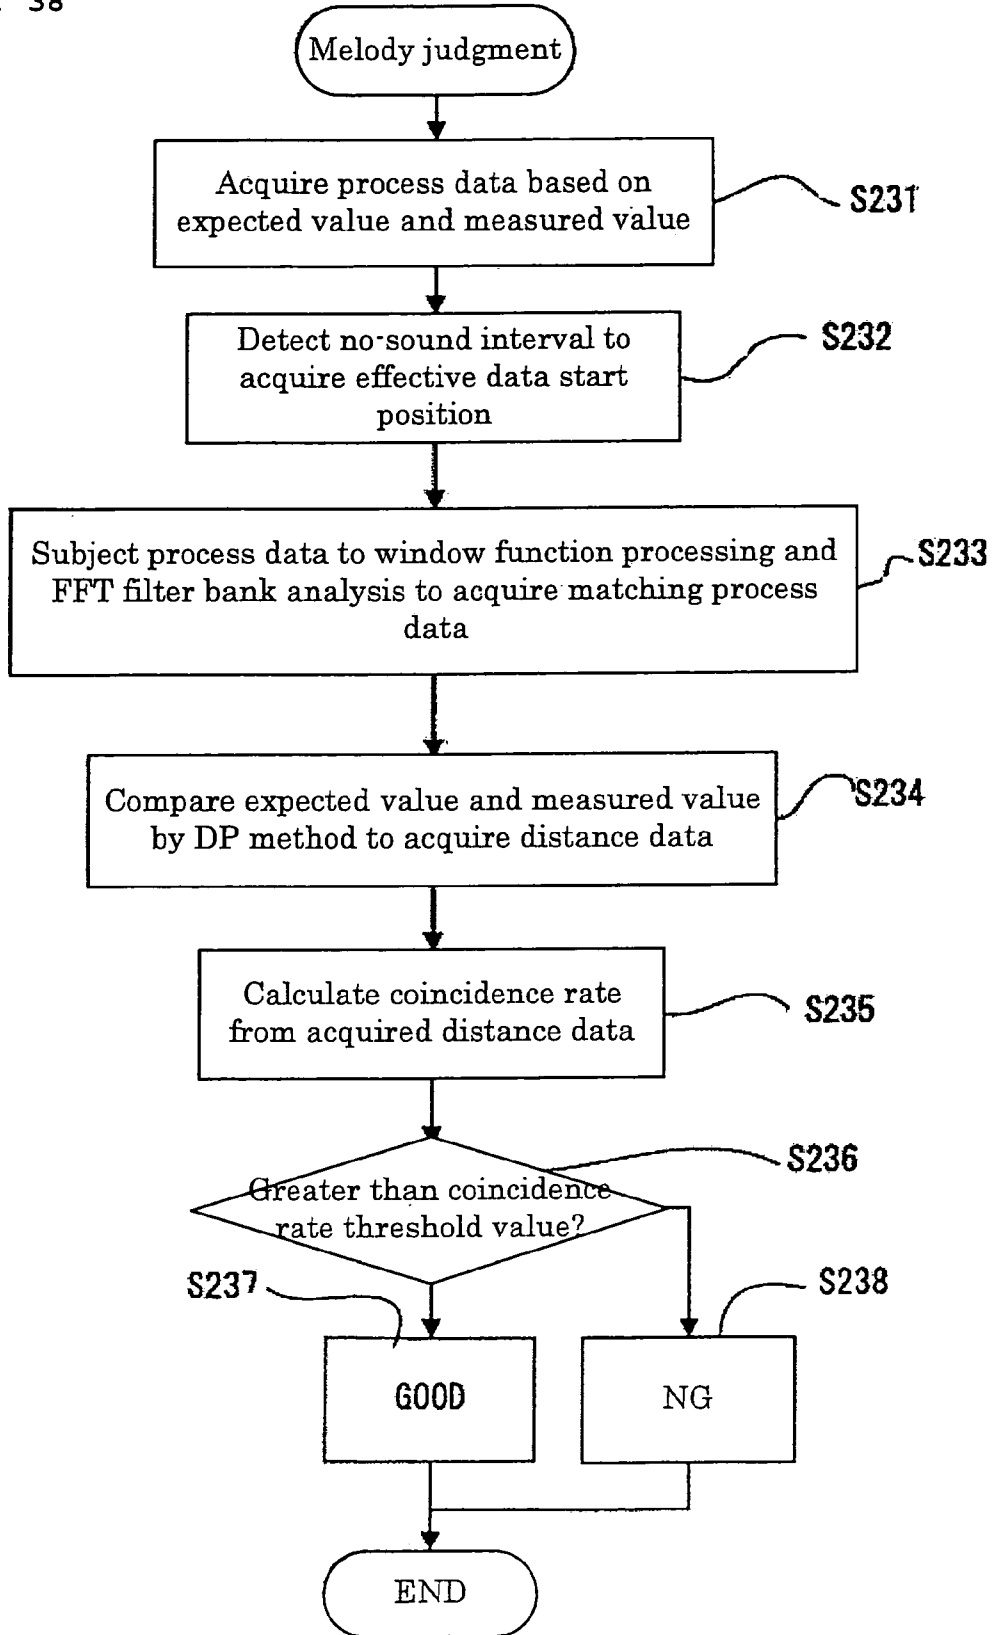 38
Melody judgment
Acquire process data based on
expected value and measured value
S231
Detect no-sound interval to
acquire effective data start
position
S232
Subject process data to window function processing and
FFT filter bank analysis to acquire matching process
data
S233
Compare expected value and measured value
by DP method to acquire distance data
S234
Calculate coincidence rate
from acquired distance data
S235
Greater than coincidence
rate threshold value?
S236
S237
GOOD
S238
NG
END